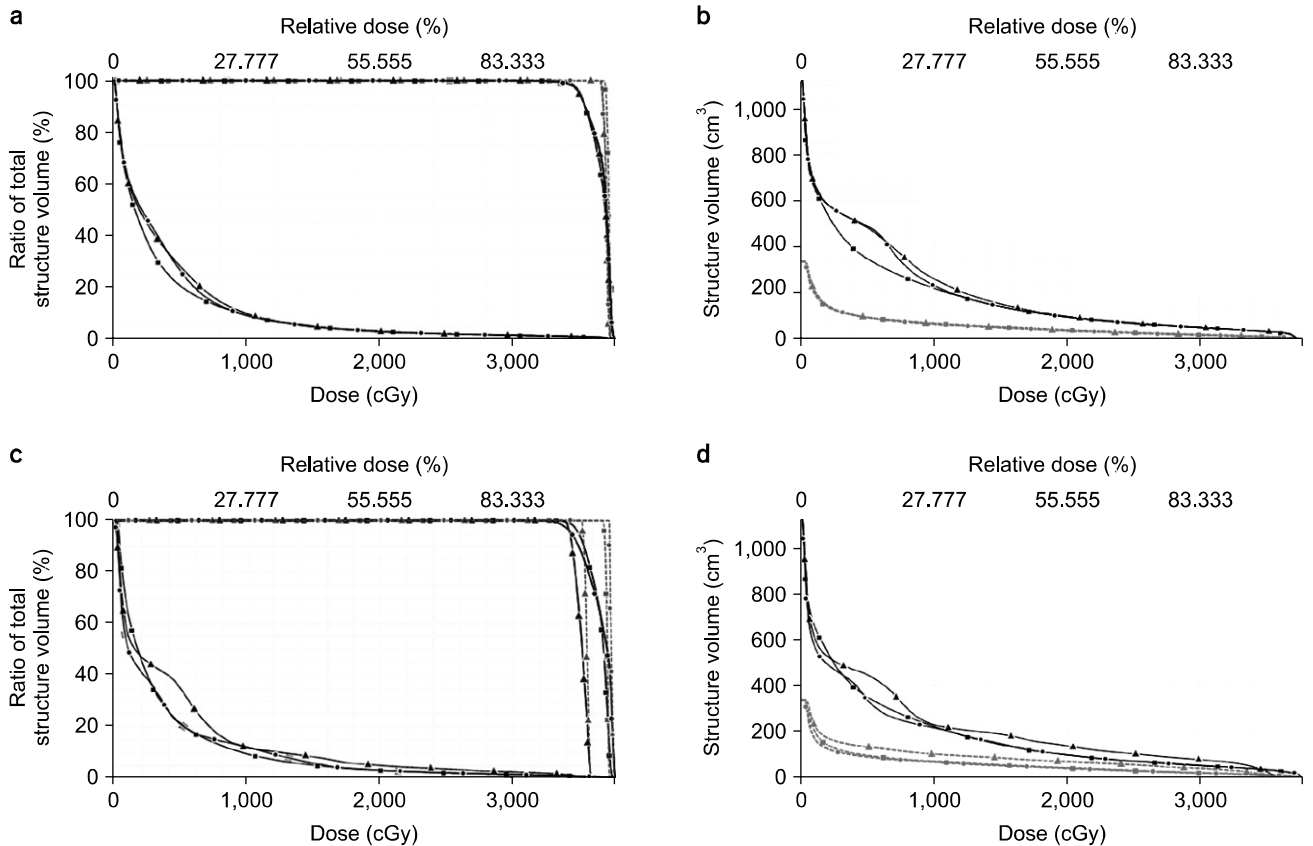 a
Relative dose (%)
0 27.777 55.555 83.333
Ratio of total
structure volume (%)
100
80
60
40
20
0
0 1,000 2,000 3,000
Dose (cGy)
b
Relative dose (%)
0 27.777 55.555 83.333
Structure volume (cm³)
1,000
800
600
400
200
0
0 1,000 2,000 3,000
Dose (cGy)
c
Relative dose (%)
0 27.777 55.555 83.333
Ratio of total
structure volume (%)
100
80
60
40
20
0
0 1,000 2,000 3,000
Dose (cGy)
d
Relative dose (%)
0 27.777 55.555 83.333
Structure volume (cm³)
1,000
800
600
400
200
0
0 1,000 2,000 3,000
Dose (cGy)